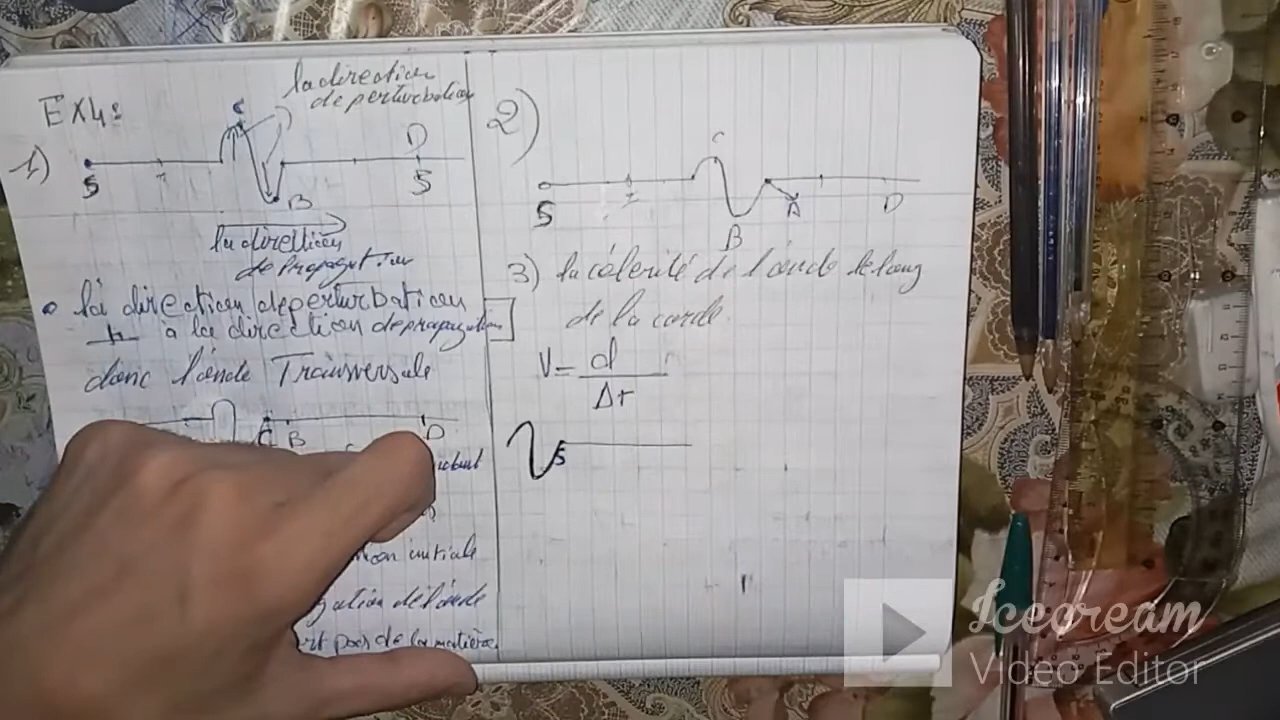 EX4:
la direction
de perturbation
1)
C
D
S
S
B
la direction
de Propagation
• la direction de perturbation
à la direction de propagation
donc l'onde Transversale
C B
D
initiale
de l'onde
pas de la matière
2)
C
S
I
A
D
B
3) la célérité de l'onde le long
de la corde
V = d
Δt
S
Icecream
Video Editor